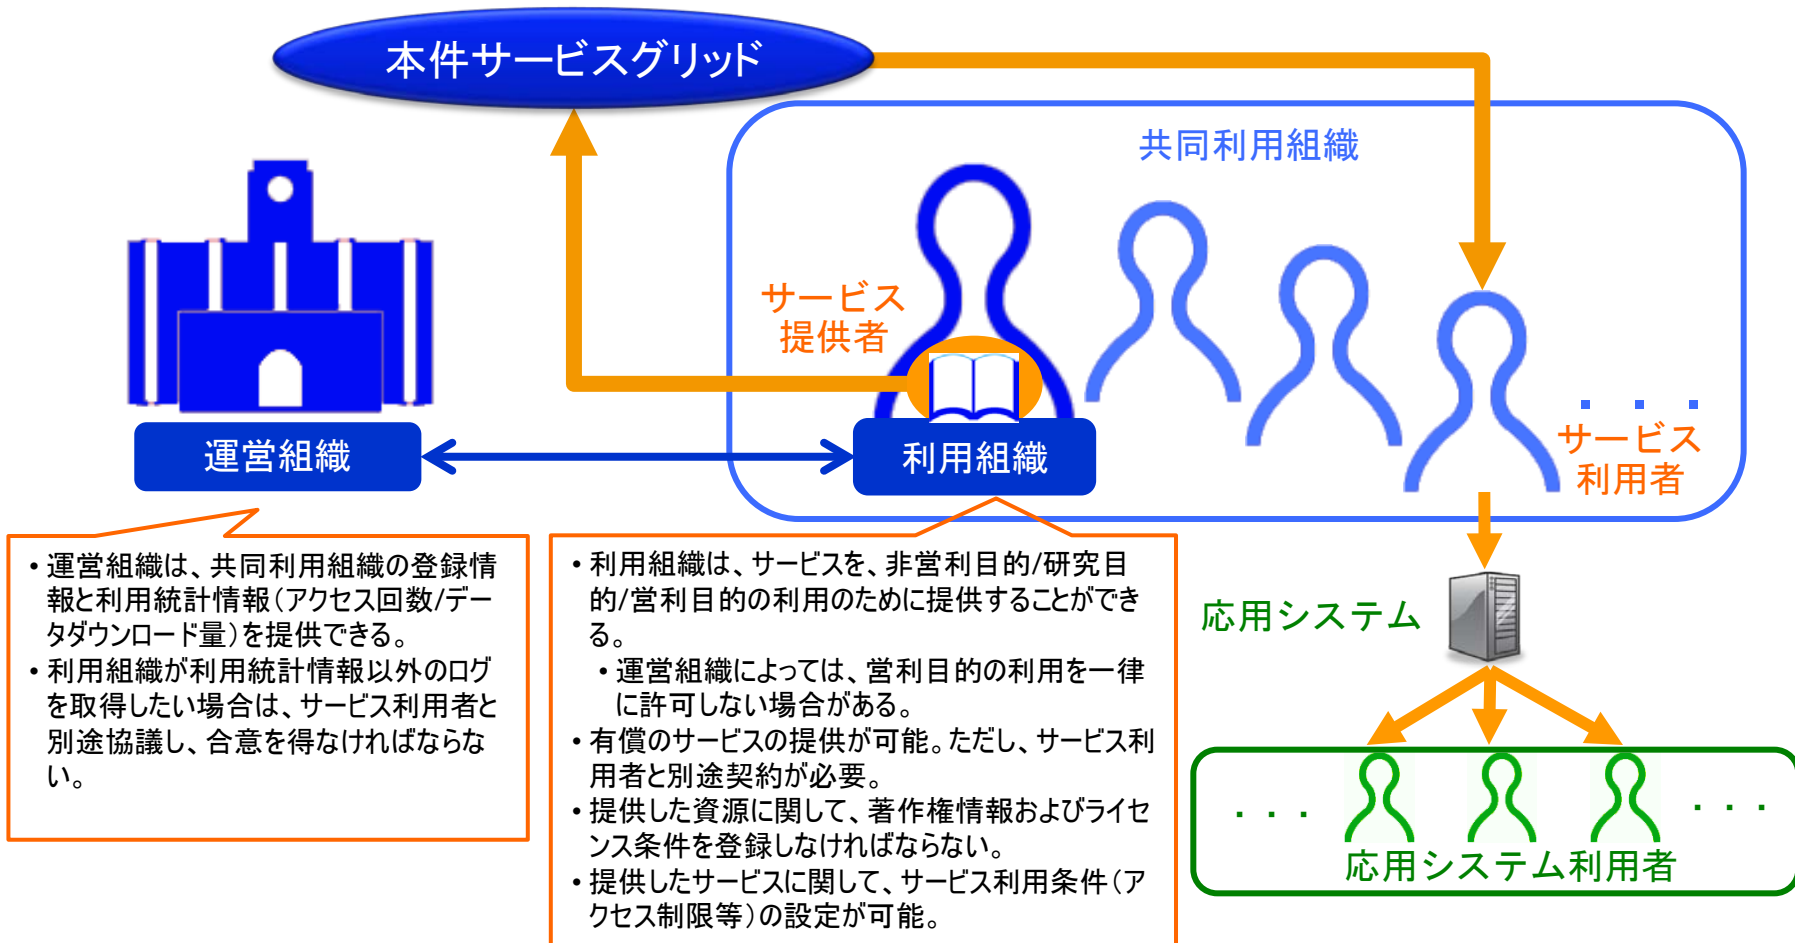 本件サービスグリッド
共同利用組織
サービス
提供者
運営組織
利用組織
サービス
利用者
・運営組織は、共同利用組織の登録情
報と利用統計情報(アクセス回数/デー
タダウンロード量)を提供できる。
・利用組織が利用統計情報以外のログ
を取得したい場合は、サービス利用者と
別途協議し、合意を得なければならな
い。
・利用組織は、サービスを、非営利目的/研究目
的/営利目的の利用のために提供することができ
る。
・運営組織によっては、営利目的の利用を一律
に許可しない場合がある。
・有償のサービスの提供が可能。ただし、サービス利
用者と別途契約が必要。
・提供した資源に関して、著作権情報およびライセ
ンス条件を登録しなければならない。
・提供したサービスに関して、サービス利用条件(ア
クセス制限等)の設定が可能。
応用システム
応用システム利用者